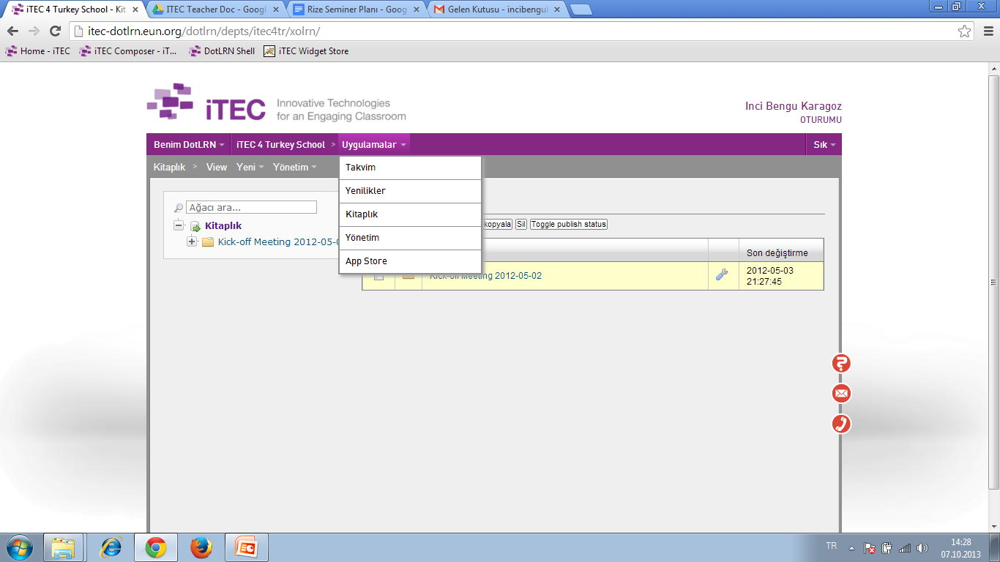 iTEC 4 Turkey School - Kit
ITEC Teacher Doc - Googl
Rize Seminer Planı - Goog
Gelen Kutusu - incibengul
itec-dotlrn.eun.org/dotlrn/depts/itec4tr/xolrn/
Home - iTEC
iTEC Composer - iT...
DotLRN Shell
iTEC Widget Store
iTEC
Innovative Technologies
for an Engaging Classroom
Inci Bengu Karagoz
OTURUMU
Benim DotLRN
iTEC 4 Turkey School >
Uygulamalar
Sık
Kitaplık > View Yeni Yönetim
Takvim
Yenilikler
Kitaplık
Yönetim
App Store
Ağacı ara...
Kitaplık
Kick-off Meeting 2012-05-
kopyala Sil Toggle publish status
Son değiştirme
Kick-off Meeting 2012-05-02
2012-05-03
21:27:45
TR
14:28
07.10.2013